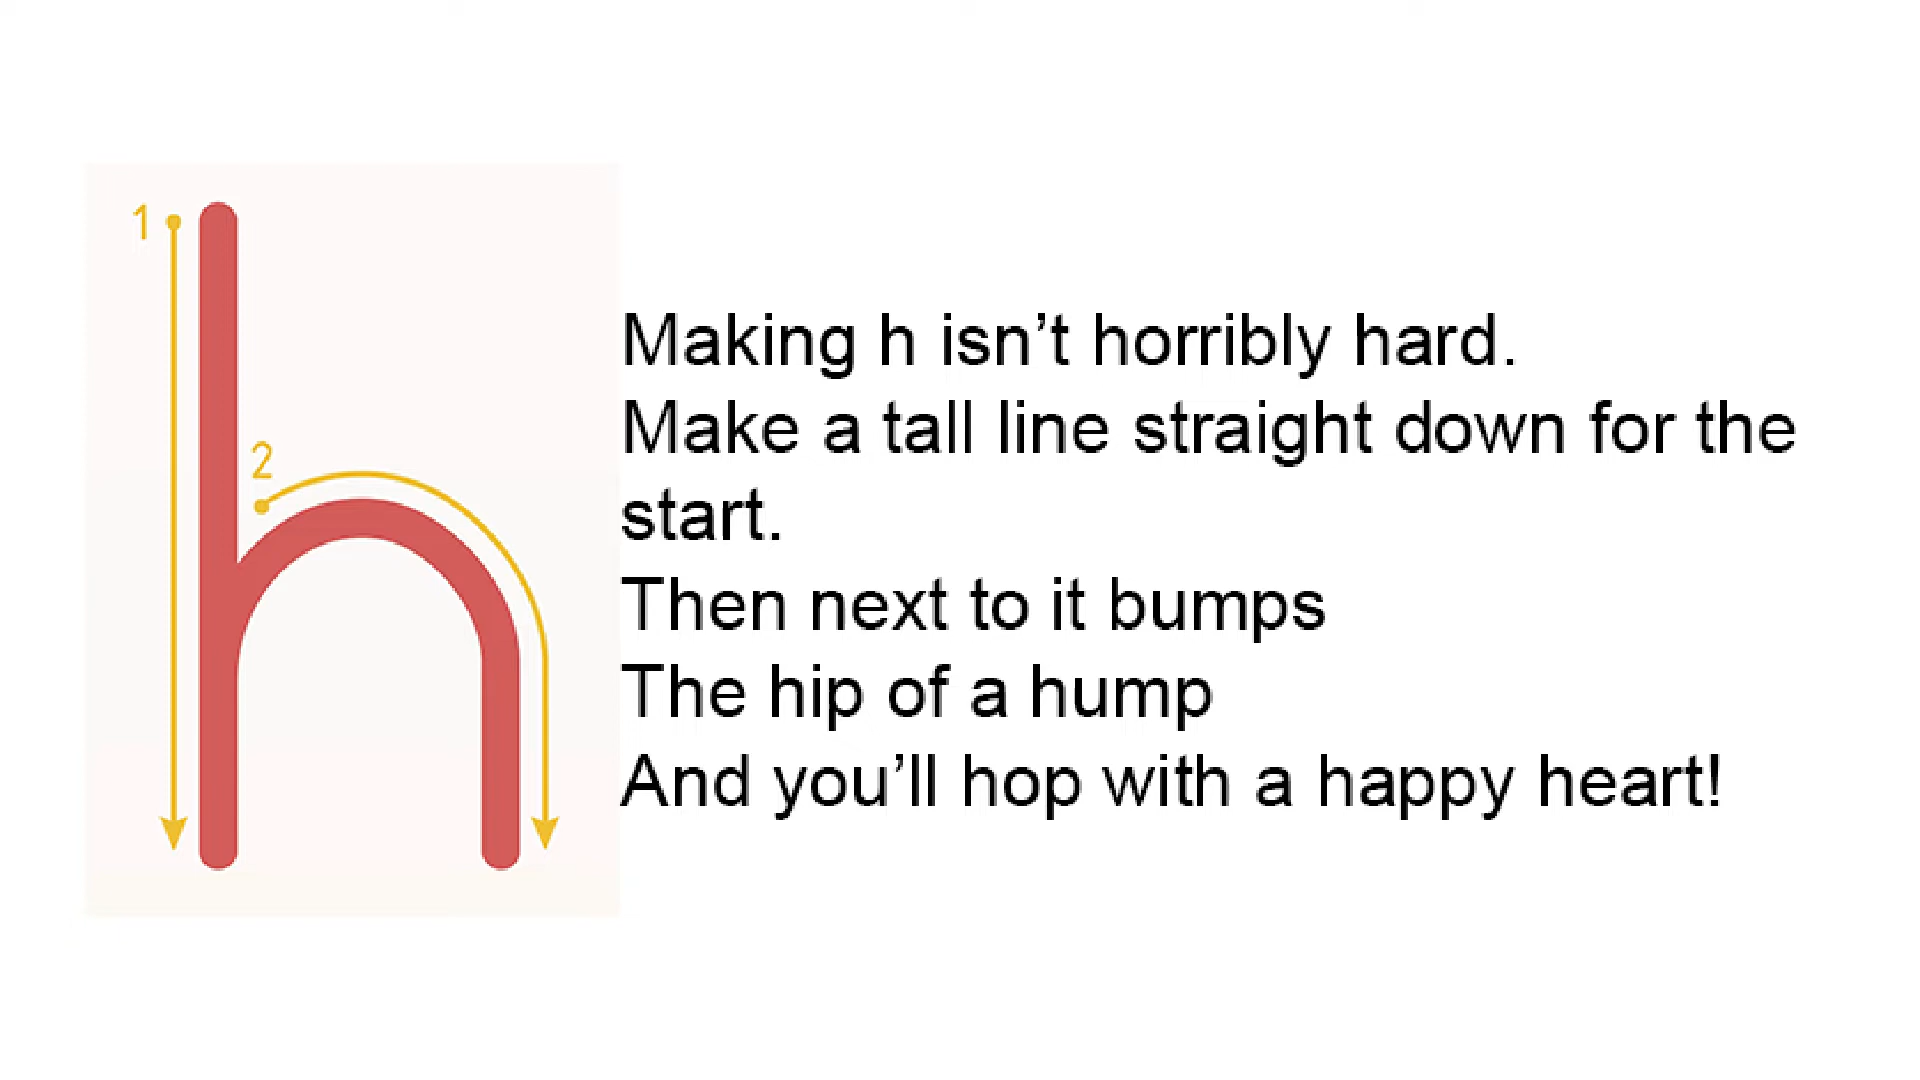 1
2
h
Making h isn’t horribly hard.
Make a tall line straight down for the
start.
Then next to it bumps
The hip of a hump
And you’ll hop with a happy heart!